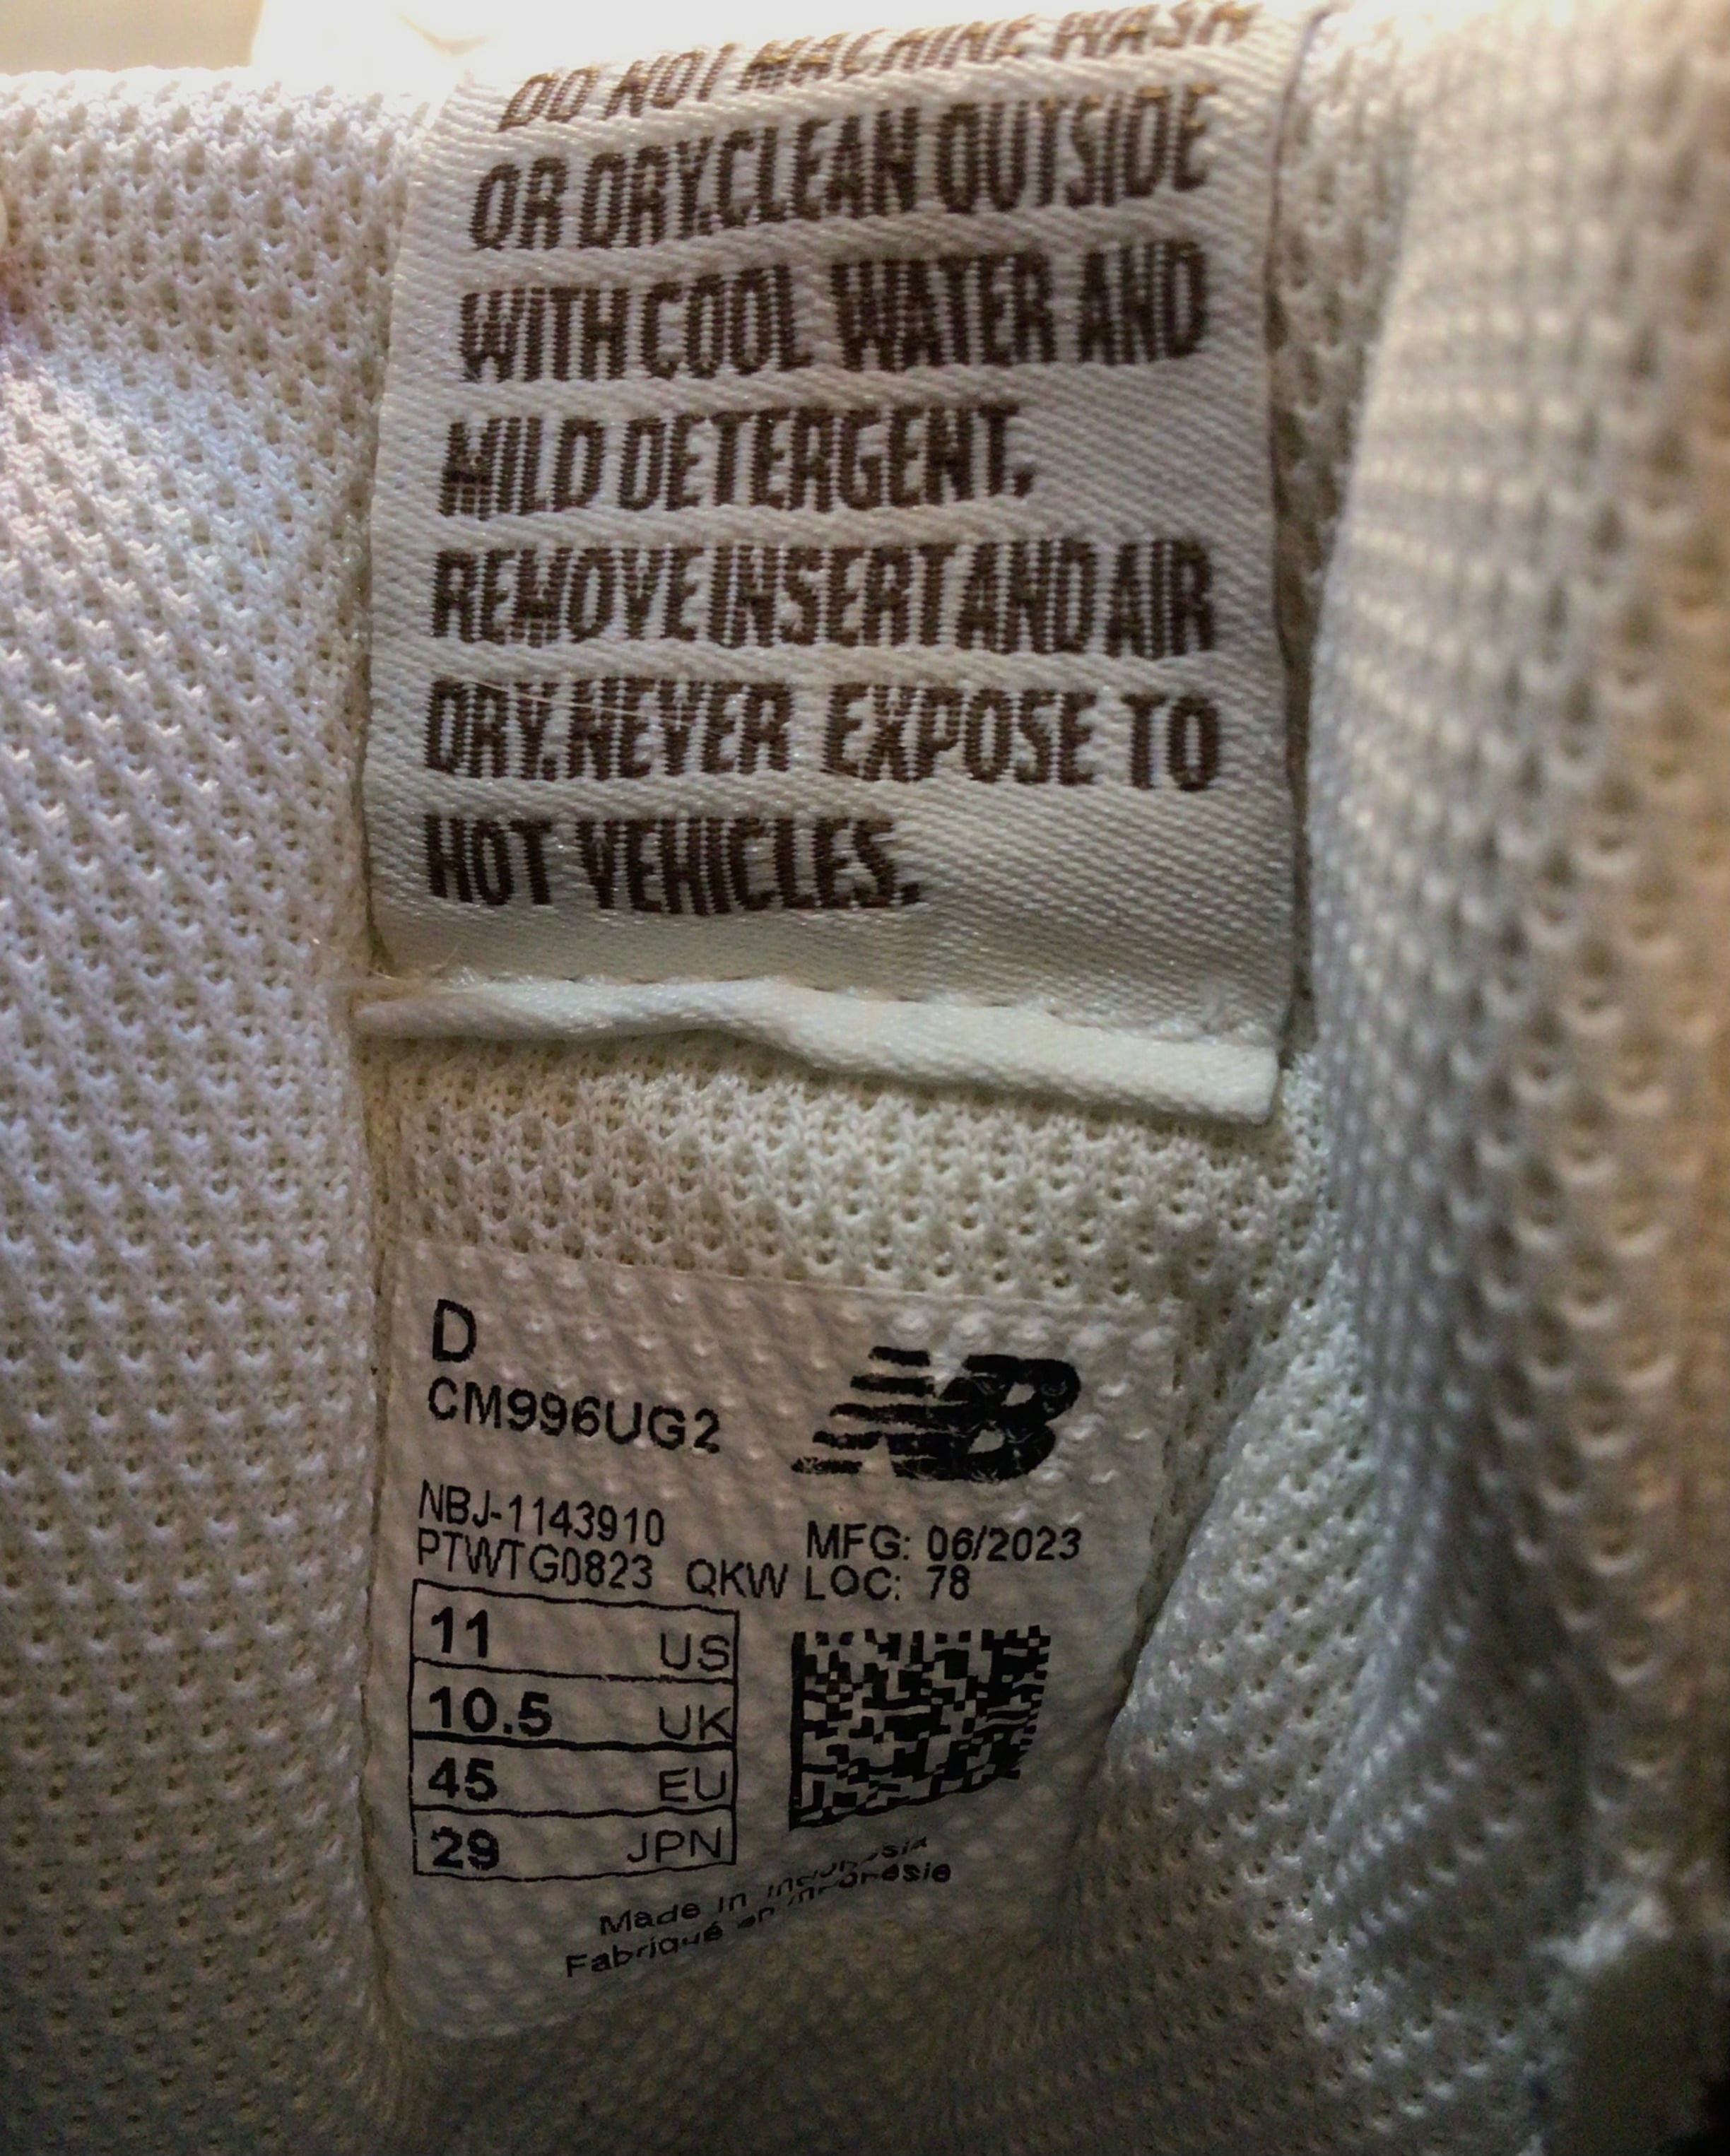 DO NOT MACHINE WASH
OR DRY.CLEAN OUTSIDE
WITH COOL WATER AND
MILD DETERGENT.
REMOVE INSERT AND AIR
DRY. NEVER EXPOSE TO
HOT VEHICLES.
D
CM996UG2
NB
NBJ-1143910
PTWTG0823 QKW
MFG: 06/2023
LOC: 78
11 US
10.5 UK
45 EU
29 JPN
Made in Indonesia
Fabriqué en Indonésie